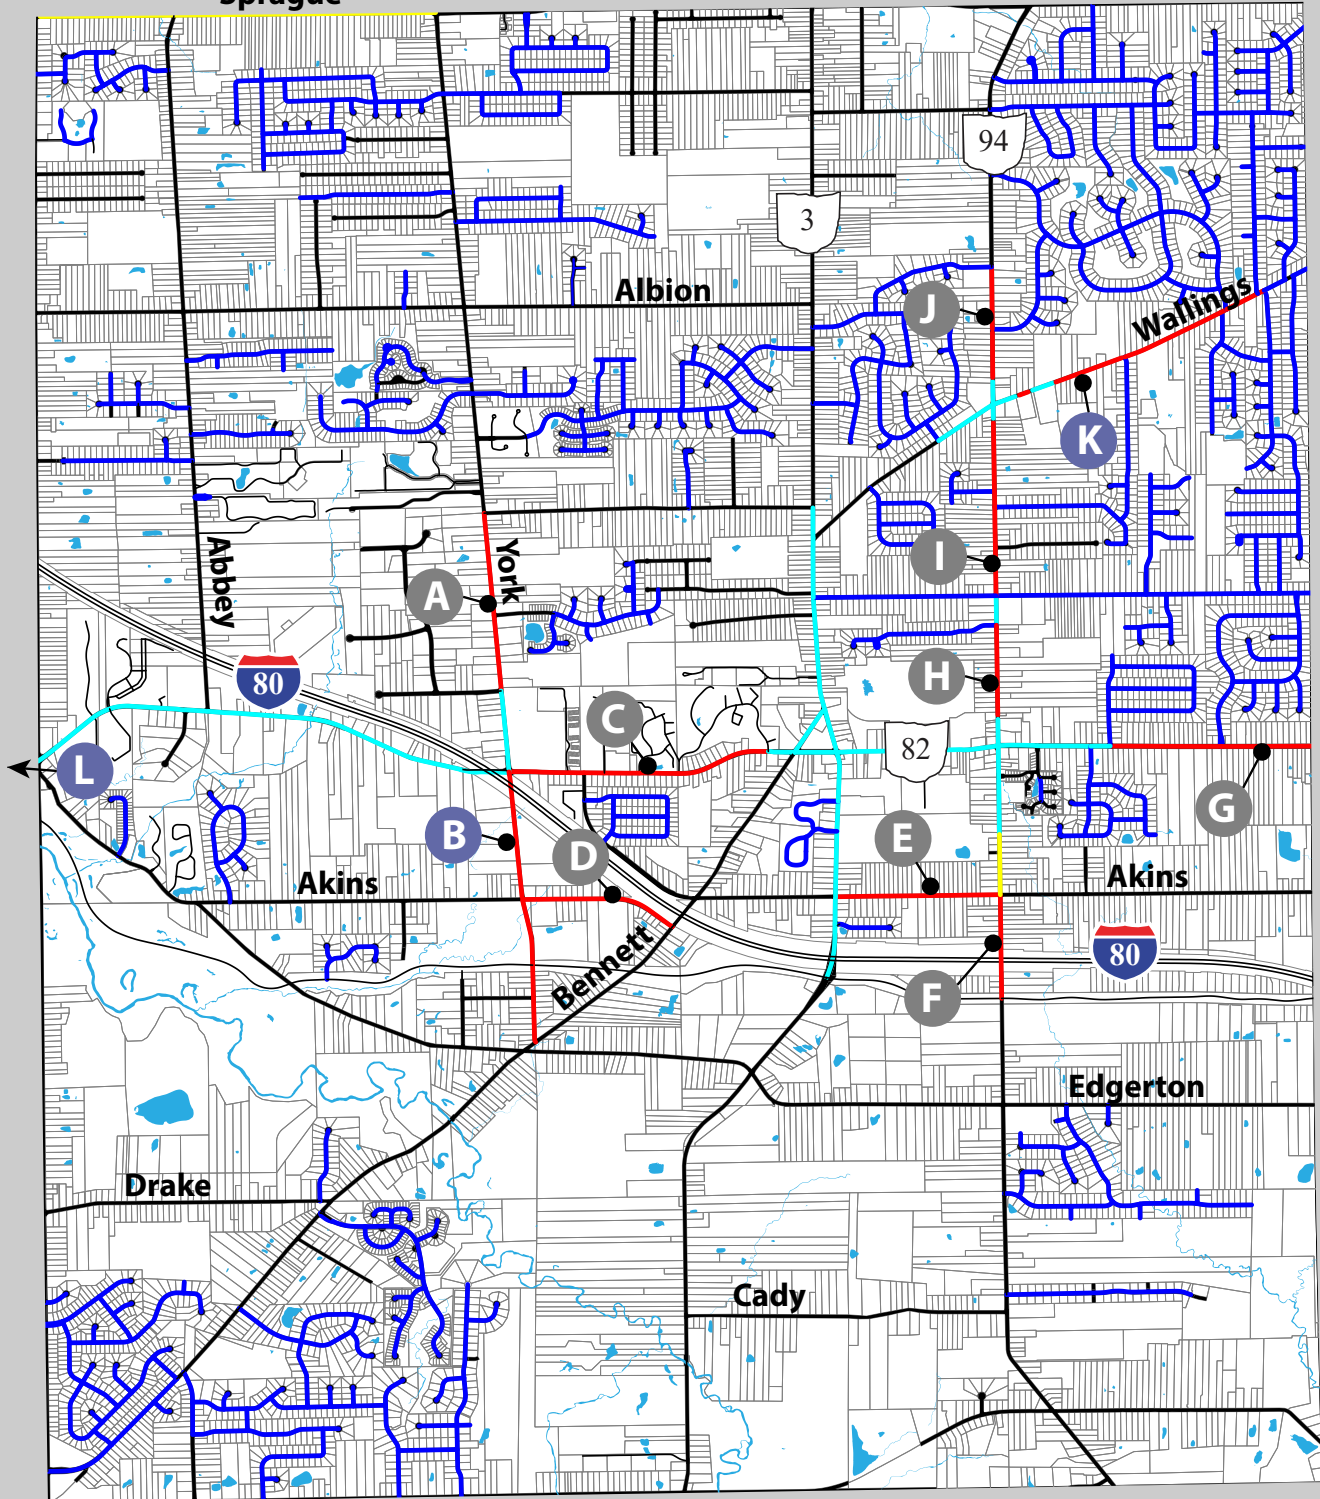 Sprague
94
3
Albion
J
Wallings
K
York
Abbey
I
A
80
H
C
82
L
G
B
E
D
Akins
Akins
Bennett
80
F
Edgerton
Drake
Cady